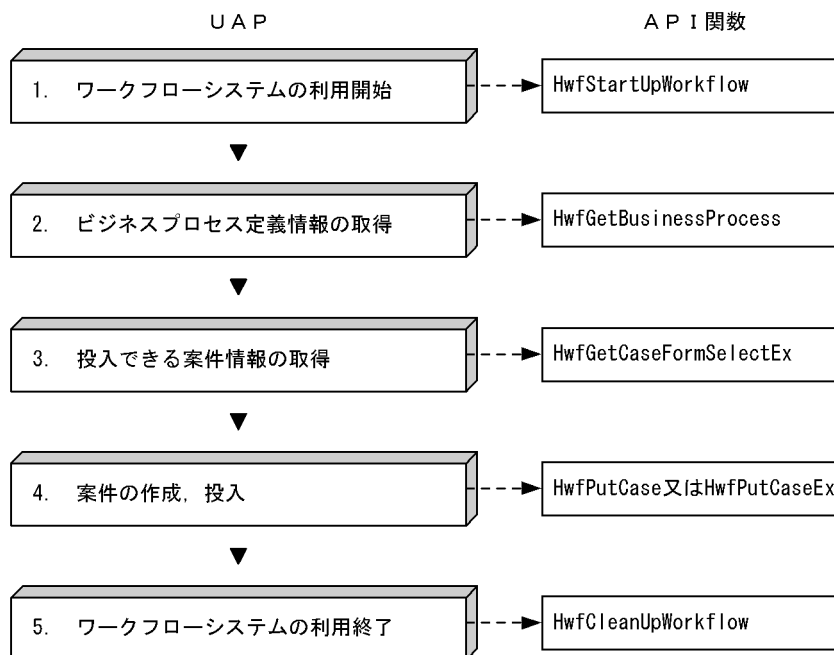 ＵＡＰ ＡＰＩ関数
1. ワークフローシステムの利用開始 HwfStartUpWorkflow
2. ビジネスプロセス定義情報の取得 HwfGetBusinessProcess
3. 投入できる案件情報の取得 HwfGetCaseFormSelectEx
4. 案件の作成，投入 HwfPutCase又はHwfPutCaseEx
5. ワークフローシステムの利用終了 HwfCleanUpWorkflow